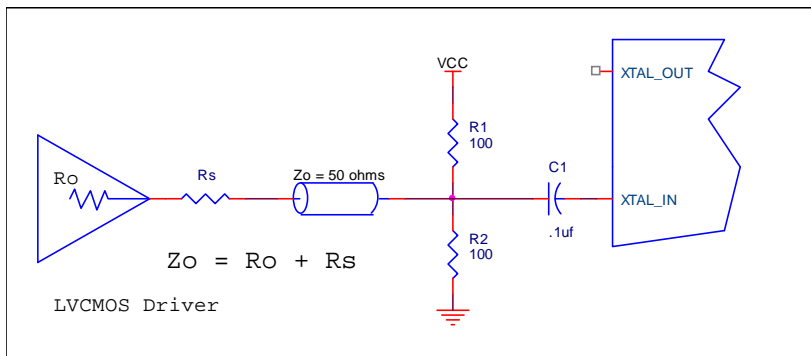 VCC
XTAL_OUT
R1
100
C1
Ro
Rs
Zo = 50 ohms
XTAL_IN
R2
100
.1uf
Zo = Ro + Rs
LVCMOS Driver